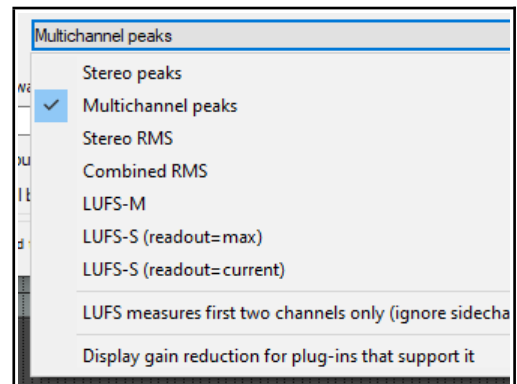 Multichannel peaks
Stereo peaks
Multichannel peaks
Stereo RMS
Combined RMS
LUFS-M
LUFS-S (readout=max)
LUFS-S (readout=current)
LUFS measures first two channels only (ignore sidecha
Display gain reduction for plug-ins that support it